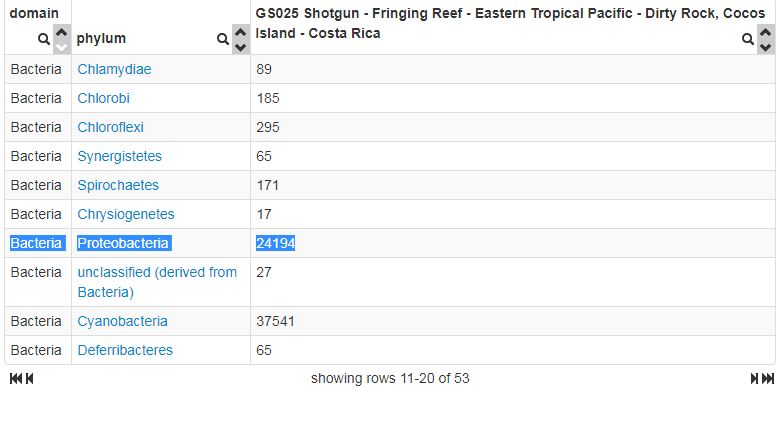 domain
phylum
GS025 Shotgun - Fringing Reef - Eastern Tropical Pacific - Dirty Rock, Cocos
Island - Costa Rica
Bacteria Chlamydiae 89
Bacteria Chlorobi 185
Bacteria Chloroflexi 295
Bacteria Synergistetes 65
Bacteria Spirochaetes 171
Bacteria Chrysiogenetes 17
Bacteria Proteobacteria 24194
Bacteria unclassified (derived from 27
Bacteria)
Bacteria Cyanobacteria 37541
Bacteria Deferribacteres 65
showing rows 11-20 of 53